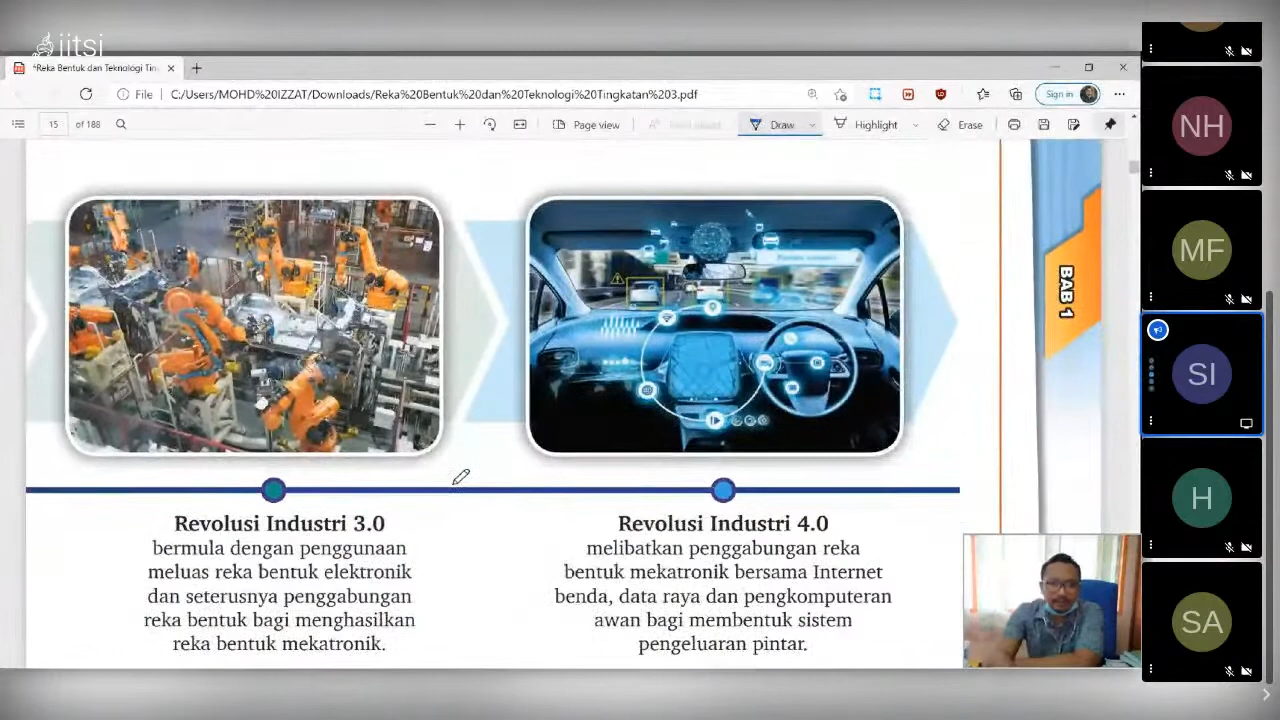 jitsi
*Reka Bentuk dan Teknologi Tin
File
C:/Users/MOHD%20IZZAT/Downloads/Reka%20Bentuk%20dan%20Teknologi%20Tingkatan%203.pdf
Sign in
15 of 188
Page view
Draw
Highlight
Erase
BAB 1
Revolusi Industri 3.0
bermula dengan penggunaan
meluas reka bentuk elektronik
dan seterusnya penggabungan
reka bentuk bagi menghasilkan
reka bentuk mekatronik.
Revolusi Industri 4.0
melibatkan penggabungan reka
bentuk mekatronik bersama Internet
benda, data raya dan pengkomputeran
awan bagi membentuk sistem
pengeluaran pintar.
NH
MF
SI
H
SA